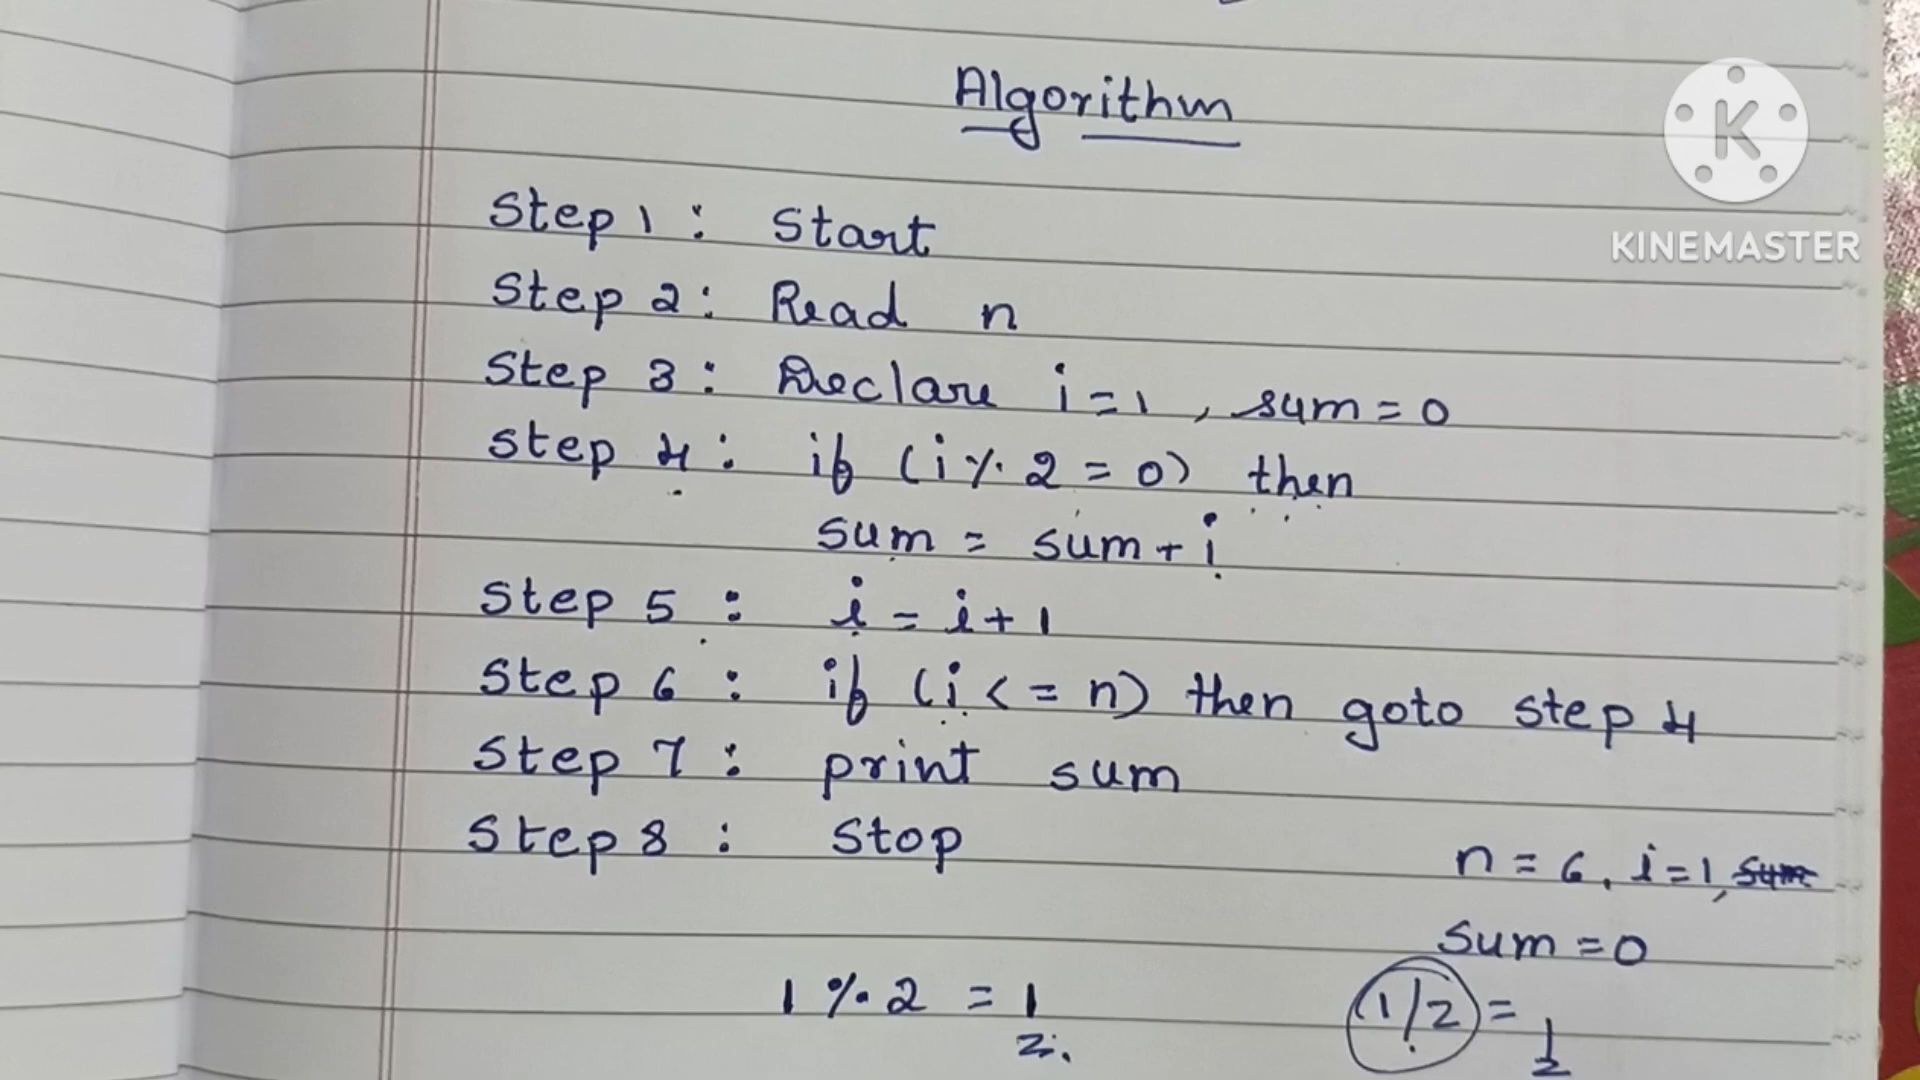 Algorithm
KINEMASTER
Step 1 : Start
Step 2 : Read n
Step 3 : Declare i=1, sum=0
Step 4 : if (i % 2 = 0) then
sum = sum + i
Step 5 : i = i + 1
Step 6 : if (i <= n) then goto step 4
Step 7 : print sum
Step 8 : Stop
n = 6, i = 1, sum
sum = 0
1 % 2 = 1
(1/2) =